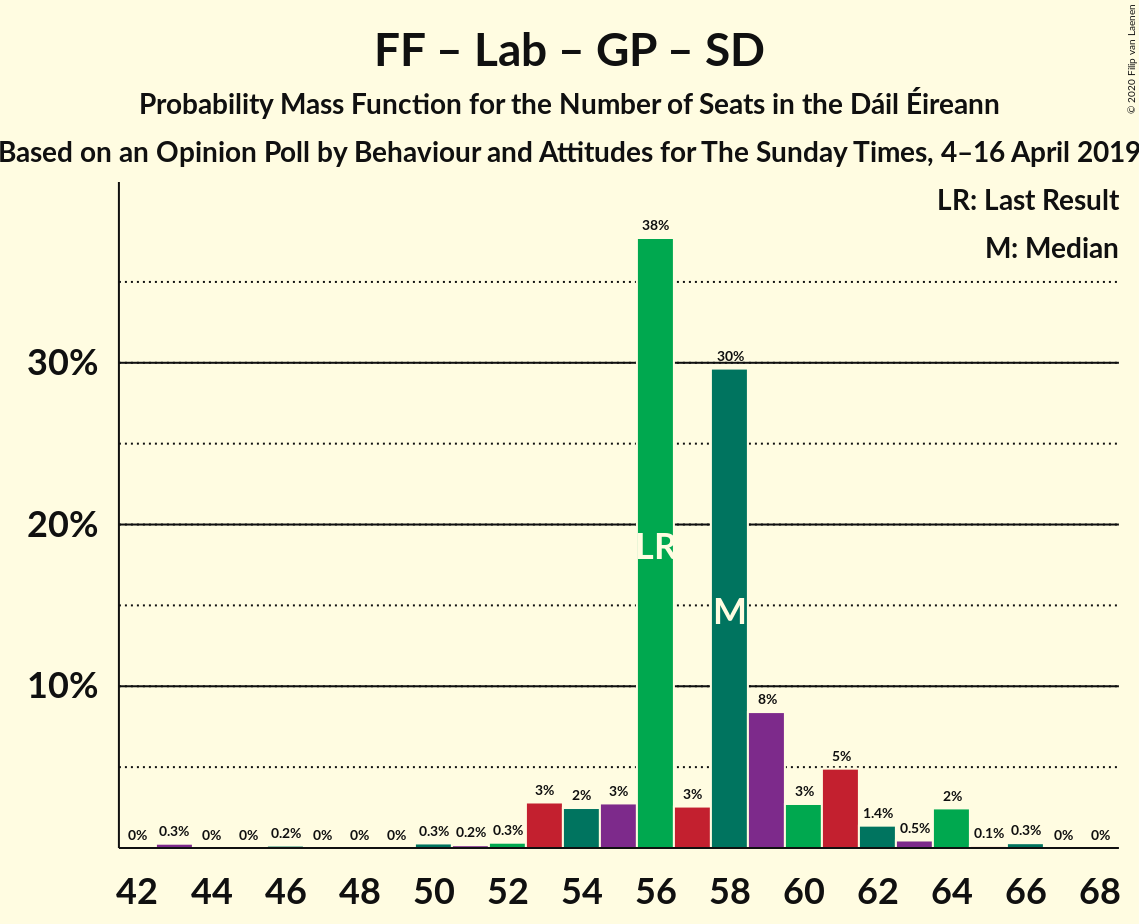 FF – Lab – GP – SD
Probability Mass Function for the Number of Seats in the Dáil Éireann
Based on an Opinion Poll by Behaviour and Attitudes for The Sunday Times, 4–16 April 2019
© 2020 Filip van Laenen
LR: Last Result
M: Median
38%
30%
30%
20%
LR
M
10%
8%
5%
3% 2% 3% 3% 3% 2%
1.4%
0% 0.3% 0% 0% 0.2% 0% 0% 0% 0.3% 0.2% 0.3% 0.5% 0.1% 0.3% 0% 0%
42 44 46 48 50 52 54 56 58 60 62 64 66 68